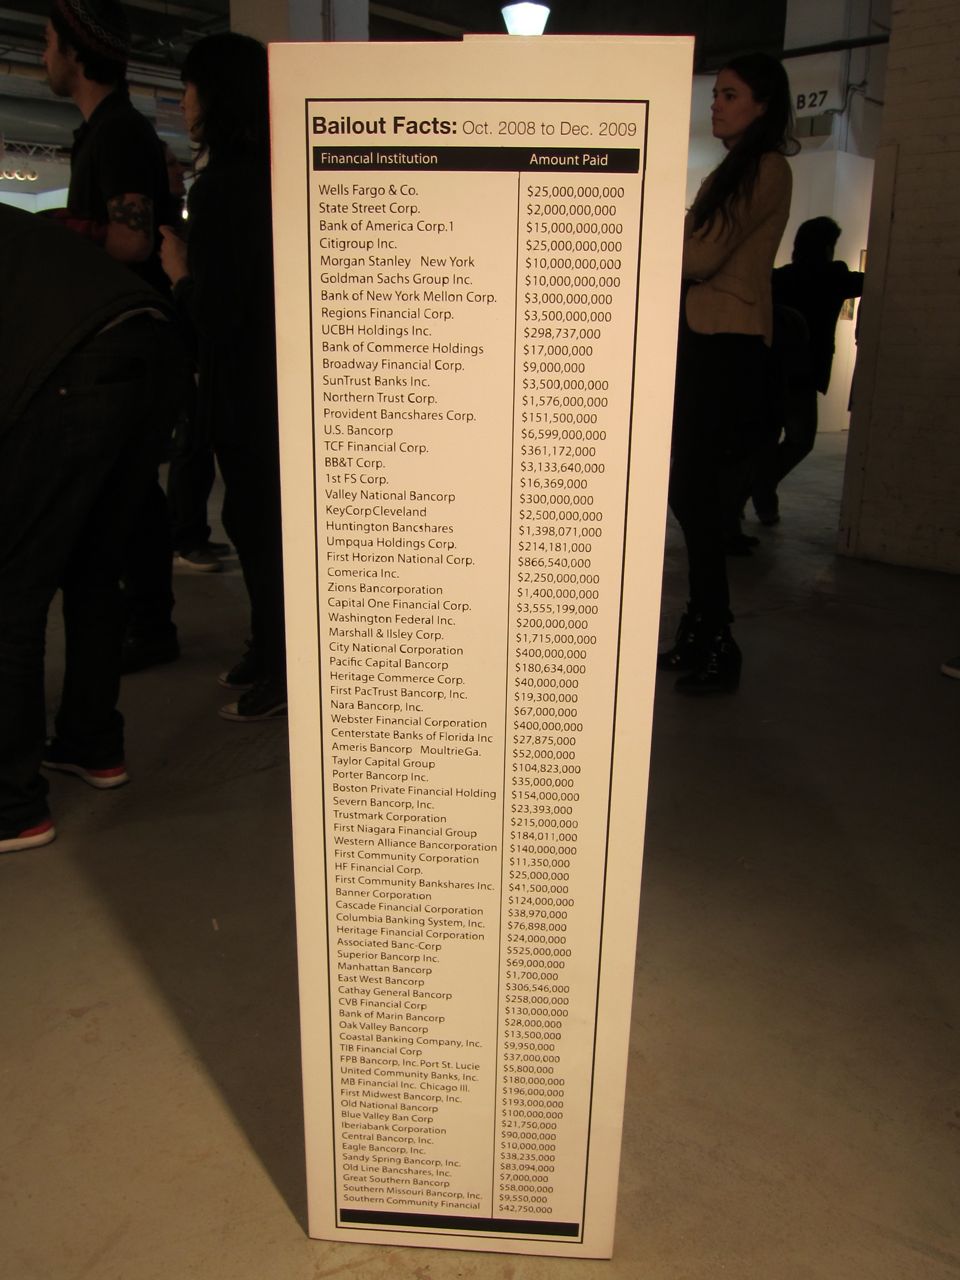 B27
Bailout Facts: Oct. 2008 to Dec. 2009
Financial Institution Amount Paid
Wells Fargo & Co. $25,000,000,000
State Street Corp. $2,000,000,000
Bank of America Corp.1 $15,000,000,000
Citigroup Inc. $25,000,000,000
Morgan Stanley New York $10,000,000,000
Goldman Sachs Group Inc. $10,000,000,000
Bank of New York Mellon Corp. $3,000,000,000
Regions Financial Corp. $3,500,000,000
UCBH Holdings Inc. $298,737,000
Bank of Commerce Holdings $17,000,000
Broadway Financial Corp. $9,000,000
SunTrust Banks Inc. $3,500,000,000
Northern Trust Corp. $1,576,000,000
Provident Bancshares Corp. $151,500,000
U.S. Bancorp $6,599,000,000
TCF Financial Corp. $361,172,000
BB&T Corp. $3,133,640,000
1st FS Corp. $16,369,000
Valley National Bancorp $300,000,000
KeyCorpCleveland $2,500,000,000
Huntington Bancshares $1,398,071,000
Umpqua Holdings Corp. $214,181,000
First Horizon National Corp. $866,540,000
Comerica Inc. $2,250,000,000
Zions Bancorporation $1,400,000,000
Capital One Financial Corp. $3,555,199,000
Washington Federal Inc. $200,000,000
Marshall & Ilsley Corp. $1,715,000,000
City National Corporation $400,000,000
Pacific Capital Bancorp $180,634,000
Heritage Commerce Corp. $40,000,000
First PacTrust Bancorp, Inc. $19,300,000
Nara Bancorp, Inc. $67,000,000
Webster Financial Corporation $400,000,000
Centerstate Banks of Florida Inc $27,875,000
Ameris Bancorp MoultrieGa. $52,000,000
Taylor Capital Group $104,823,000
Porter Bancorp Inc. $35,000,000
Boston Private Financial Holding $154,000,000
Severn Bancorp, Inc. $23,393,000
Trustmark Corporation $215,000,000
First Niagara Financial Group $184,011,000
Western Alliance Bancorporation $140,000,000
First Community Corporation $11,350,000
HF Financial Corp. $25,000,000
First Community Bankshares Inc. $41,500,000
Banner Corporation $124,000,000
Cascade Financial Corporation $38,970,000
Columbia Banking System, Inc. $76,898,000
Heritage Financial Corporation $24,000,000
Associated Banc-Corp $525,000,000
Superior Bancorp Inc. $69,000,000
Manhattan Bancorp $1,700,000
East West Bancorp $306,546,000
Cathay General Bancorp $258,000,000
CVB Financial Corp $130,000,000
Bank of Marin Bancorp $28,000,000
Oak Valley Bancorp $13,500,000
Coastal Banking Company, Inc. $9,950,000
TIB Financial Corp $37,000,000
FPB Bancorp, Inc. Port St. Lucie $5,800,000
United Community Banks, Inc. $180,000,000
MB Financial Inc. Chicago Ill. $196,000,000
First Midwest Bancorp, Inc. $193,000,000
Old National Bancorp $100,000,000
Blue Valley Ban Corp $21,750,000
Iberiabank Corporation $90,000,000
Central Bancorp, Inc. $10,000,000
Eagle Bancorp, Inc. $38,235,000
Sandy Spring Bancorp, Inc. $83,094,000
Old Line Bancshares, Inc. $7,000,000
Great Southern Bancorp $58,000,000
Southern Missouri Bancorp, Inc. $9,550,000
Southern Community Financial $42,750,000